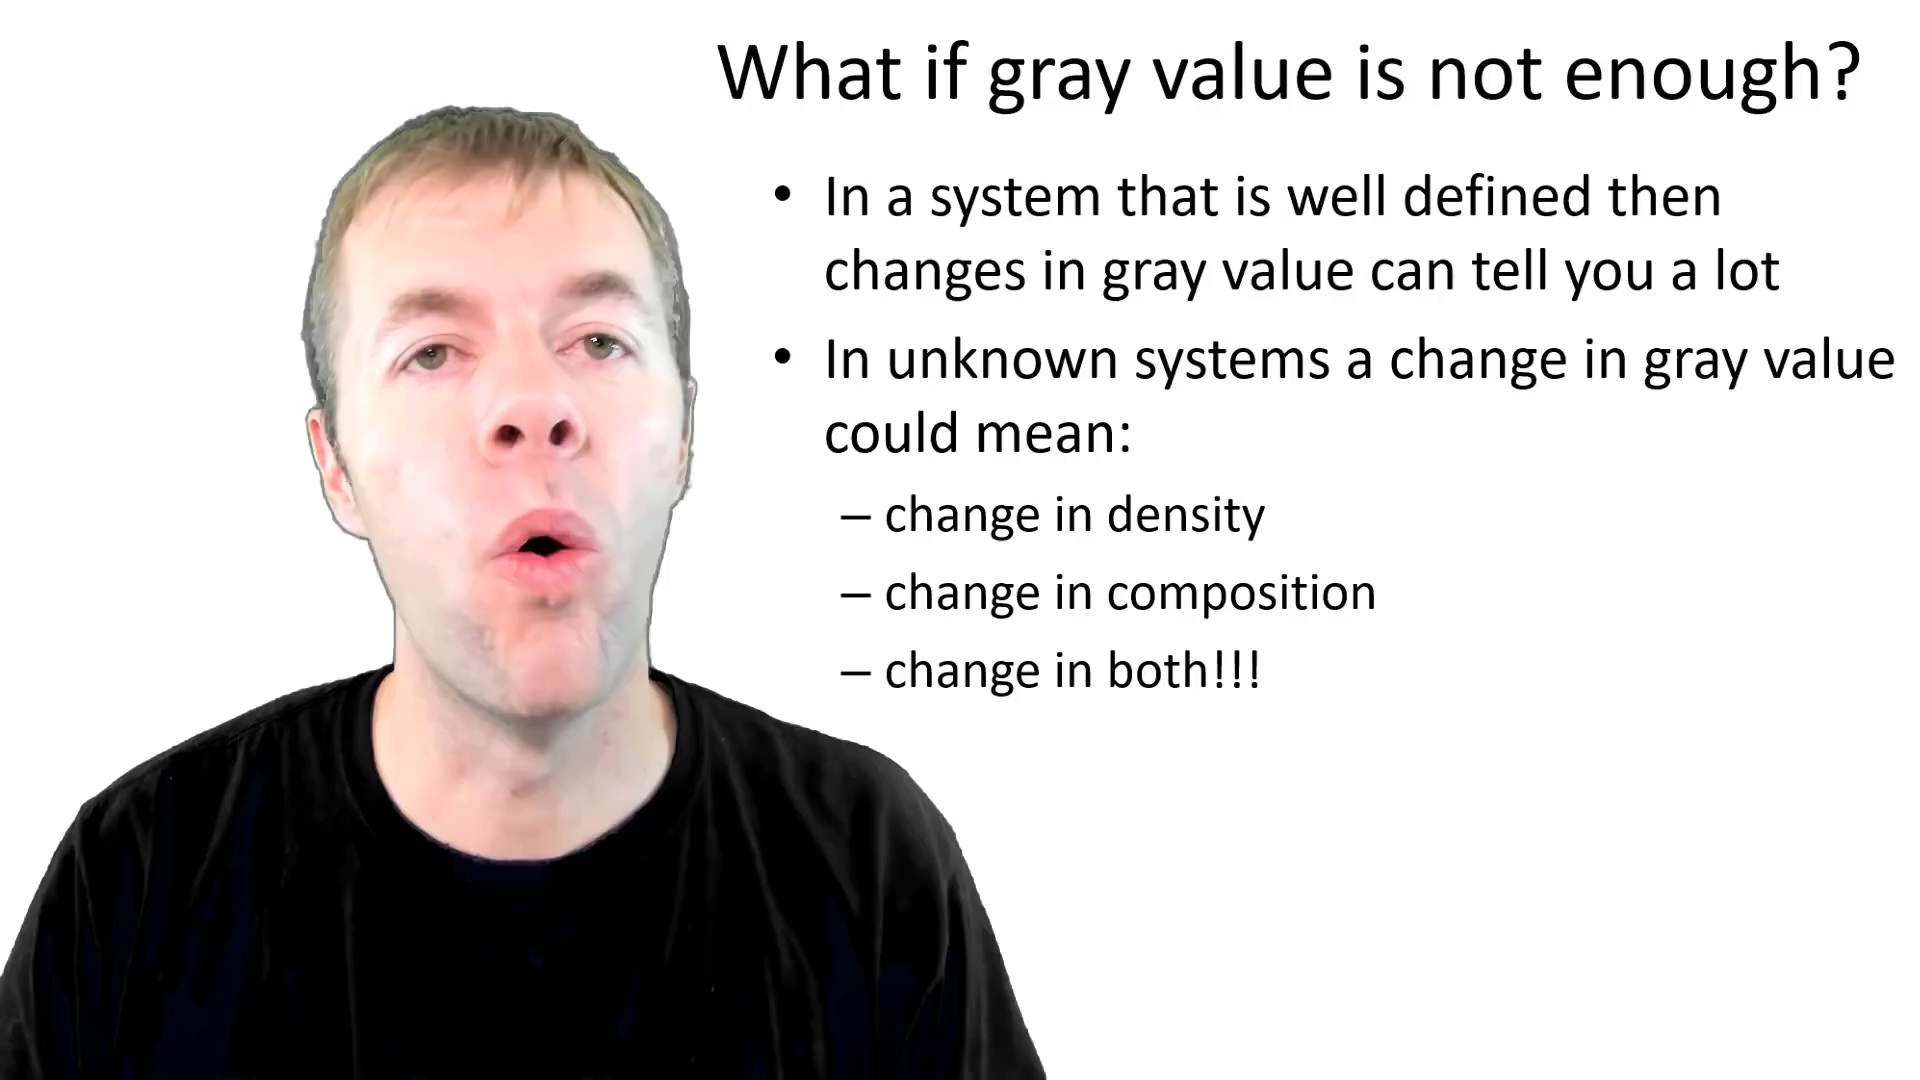 What if gray value is not enough?
• In a system that is well defined then
changes in gray value can tell you a lot
• In unknown systems a change in gray value
could mean:
– change in density
– change in composition
– change in both!!!